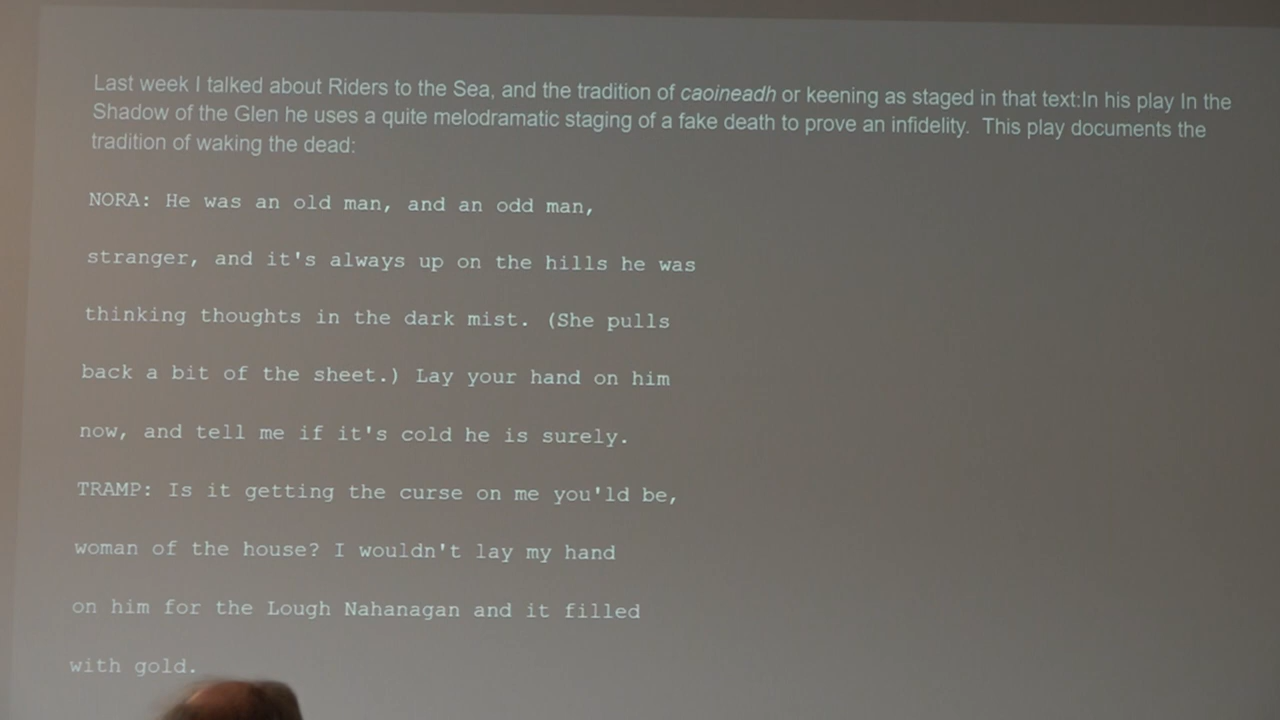 Last week I talked about Riders to the Sea, and the tradition of caoineadh or keening as staged in that text:In his play In the
Shadow of the Glen he uses a quite melodramatic staging of a fake death to prove an infidelity.  This play documents the
tradition of waking the dead:
NORA: He was an old man, and an odd man,
stranger, and it's always up on the hills he was
thinking thoughts in the dark mist. (She pulls
back a bit of the sheet.) Lay your hand on him
now, and tell me if it's cold he is surely.
TRAMP: Is it getting the curse on me you'ld be,
woman of the house? I wouldn't lay my hand
on him for the Lough Nahanagan and it filled
with gold.